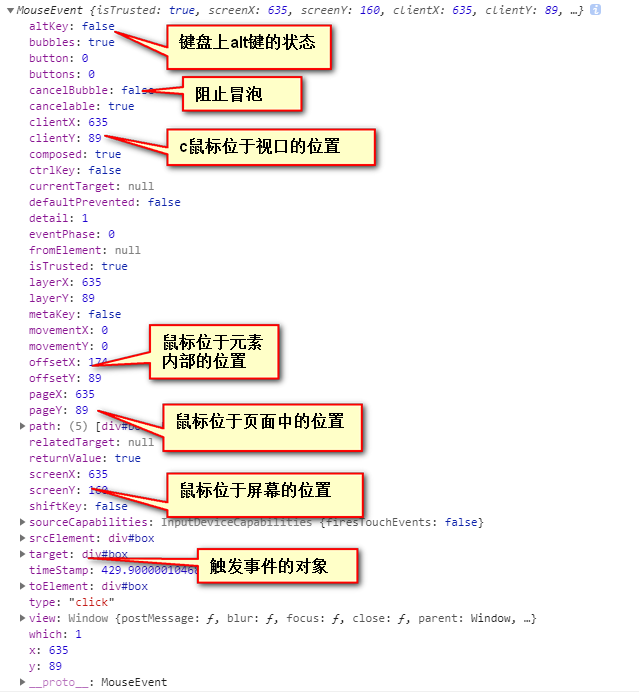 MouseEvent {isTrusted: true, screenX: 635, screenY: 160, clientX: 635, clientY: 89, …}
altKey: false
键盘上alt键的状态
bubbles: true
button: 0
buttons: 0
cancelBubble: false
阻止冒泡
cancelable: true
clientX: 635
clientY: 89
c鼠标位于视口的位置
composed: true
ctrlKey: false
currentTarget: null
defaultPrevented: false
detail: 1
eventPhase: 0
fromElement: null
isTrusted: true
layerX: 635
layerY: 89
metaKey: false
movementX: 0
movementY: 0
鼠标位于元素
内部的位置
offsetX: 174
offsetY: 89
pageX: 635
pageY: 89
鼠标位于页面中的位置
path: (5) [div#bo
relatedTarget: null
returnValue: true
screenX: 635
screenY: 160
鼠标位于屏幕的位置
shiftKey: false
sourceCapabilities: InputDeviceCapabilities {firesTouchEvents: false}
srcElement: div#box
target: div#box
触发事件的对象
timeStamp: 429.900000104
toElement: div#box
type: "click"
view: Window {postMessage: ƒ, blur: ƒ, focus: ƒ, close: ƒ, parent: Window, …}
which: 1
x: 635
y: 89
__proto__: MouseEvent